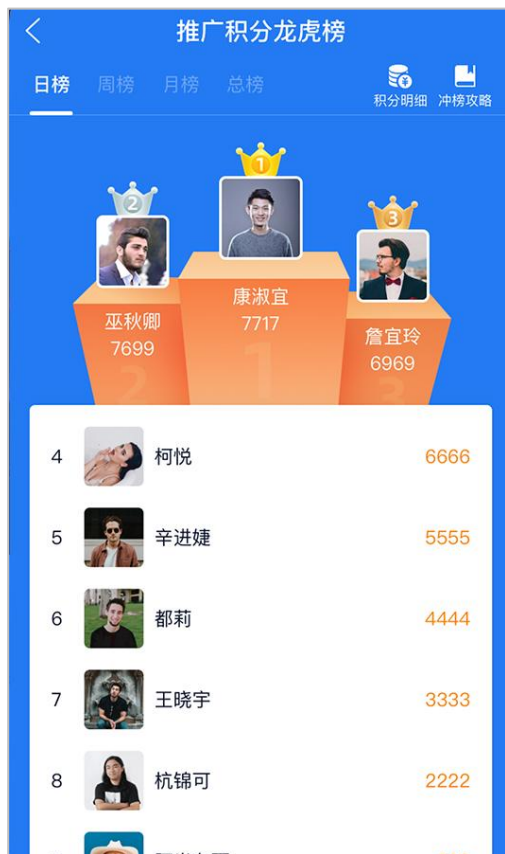 推广积分龙虎榜
日榜 周榜 月榜 总榜
积分明细 冲榜攻略
1
2
3
康淑宜
7717
巫秋卿
7699
詹宜玲
6969
1
2
3
4 柯悦 6666
5 辛进婕 5555
6 都莉 4444
7 王晓宇 3333
8 杭锦可 2222